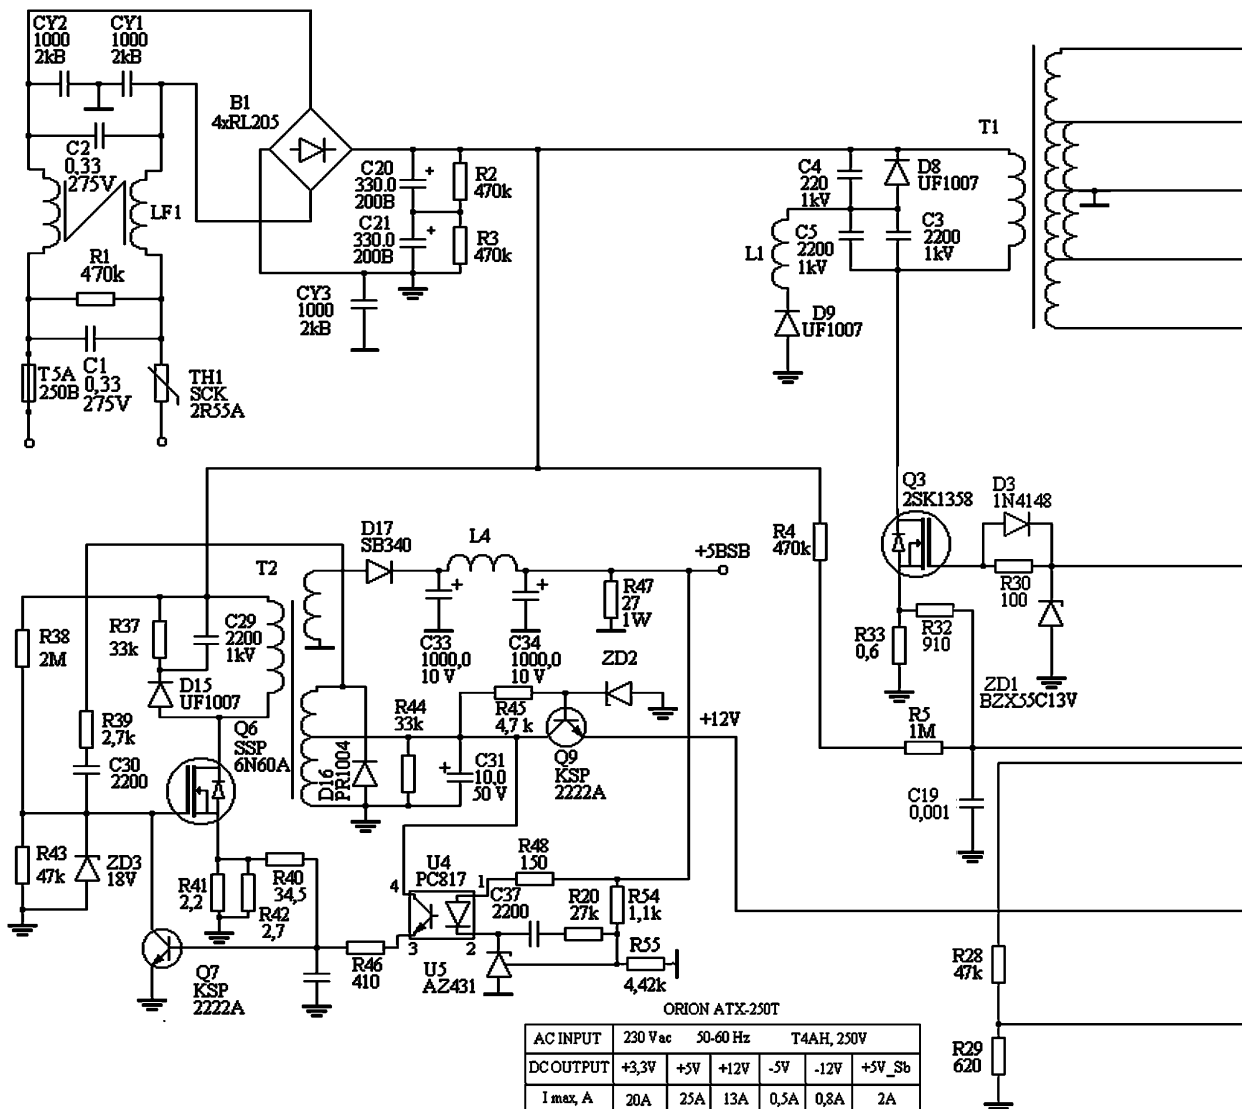 CY2
1000
2kB
CY1
1000
2kB
B1
4xRL205
C2
0,33
275V
LF1
R1
470k
C1
0,33
275V
T5A
250B
TH1
SCK
2R55A
C20
330.0
200B
+
R2
470k
C21
330.0
200B
+
R3
470k
CY3
1000
2kB
T1
C4
220
1kV
D8
UF1007
C5
2200
1kV
C3
2200
1kV
L1
D9
UF1007
Q3
2SK1358
D3
1N4148
R4
470k
R30
100
R33
0,6
R32
910
ZD1
BZX55C13V
R5
1M
C19
0,001
R28
47k
R29
620
D17
SB340
L4
+5BSB
T2
R38
2M
R37
33k
C29
2200
1kV
D15
UF1007
+
C33
1000,0
10 V
+
C34
1000,0
10 V
R47
27
1W
ZD2
R44
33k
R45
4,7 k
+12V
R39
2,7k
C30
2200
Q6
SSP
6N60A
D16
PR1004
+
C31
10,0
50 V
Q9
KSP
2222A
R43
47k
ZD3
18V
R41
2,2
R40
34,5
R42
2,7
Q7
KSP
2222A
R46
410
U4
PC817
4
1
3
2
R48
150
C37
2200
R20
27k
R54
1,1k
R55
4,42k
U5
AZ431
ORION ATX-250T
AC INPUT 230 Vac 50-60 Hz T4AH, 250V
DC OUTPUT +3,3V +5V +12V -5V -12V +5V_Sb
I max, A 20A 25A 13A 0,5A 0,8A 2A